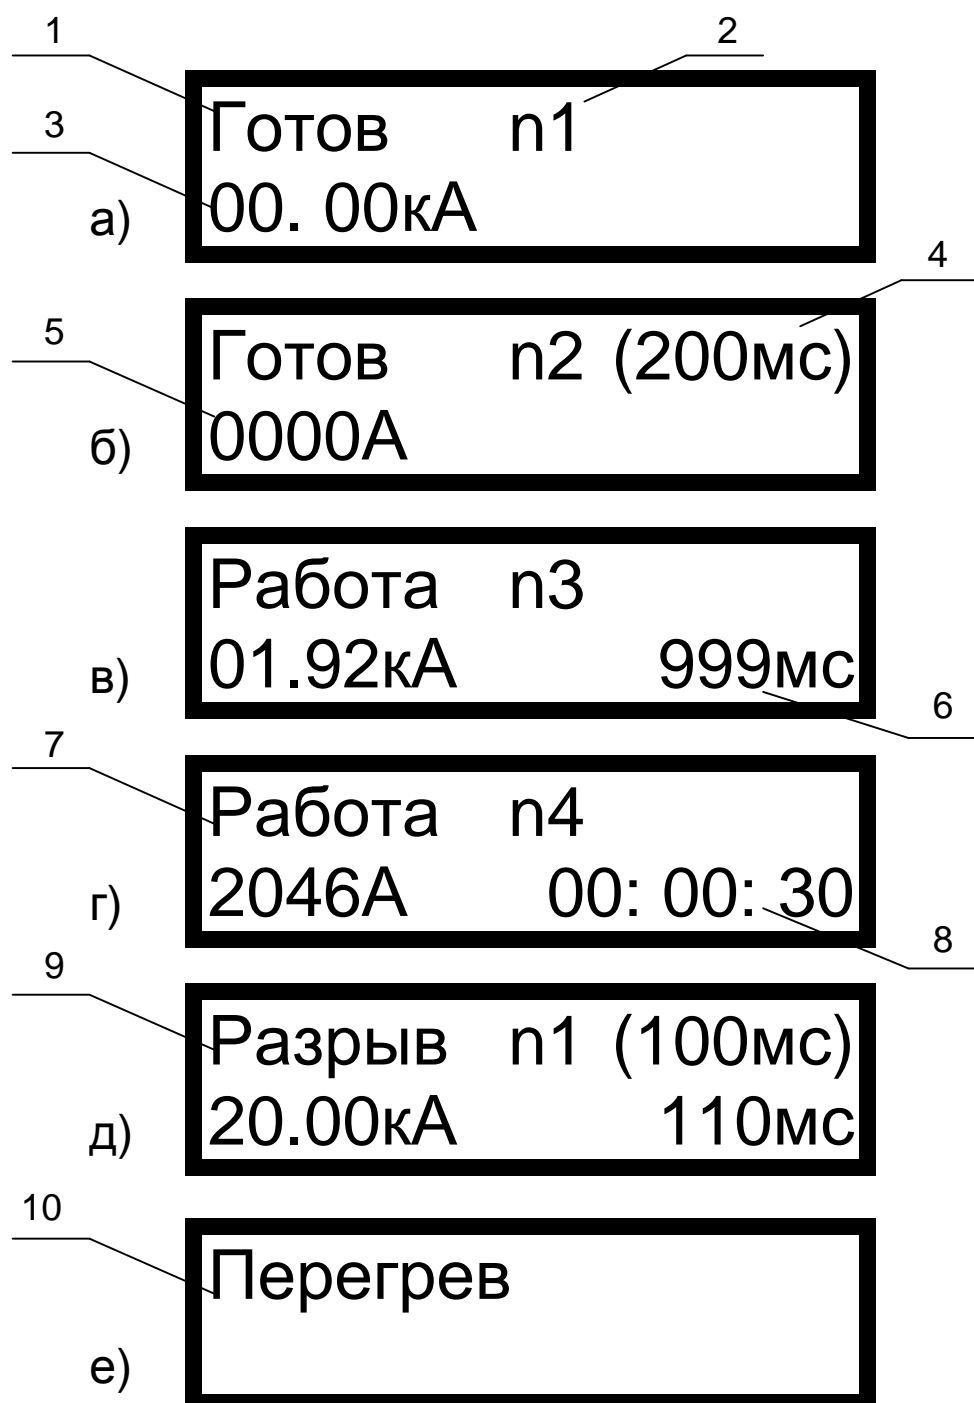 1
2
Готов n1
3
00. 00кА
а)
4
Готов n2 (200мс)
5
0000А
б)
Работа n3
01.92кА 999мс
в)
6
7
Работа n4
2046А 00: 00: 30
г)
8
9
Разрыв n1 (100мс)
20.00кА 110мс
д)
10
Перегрев
е)